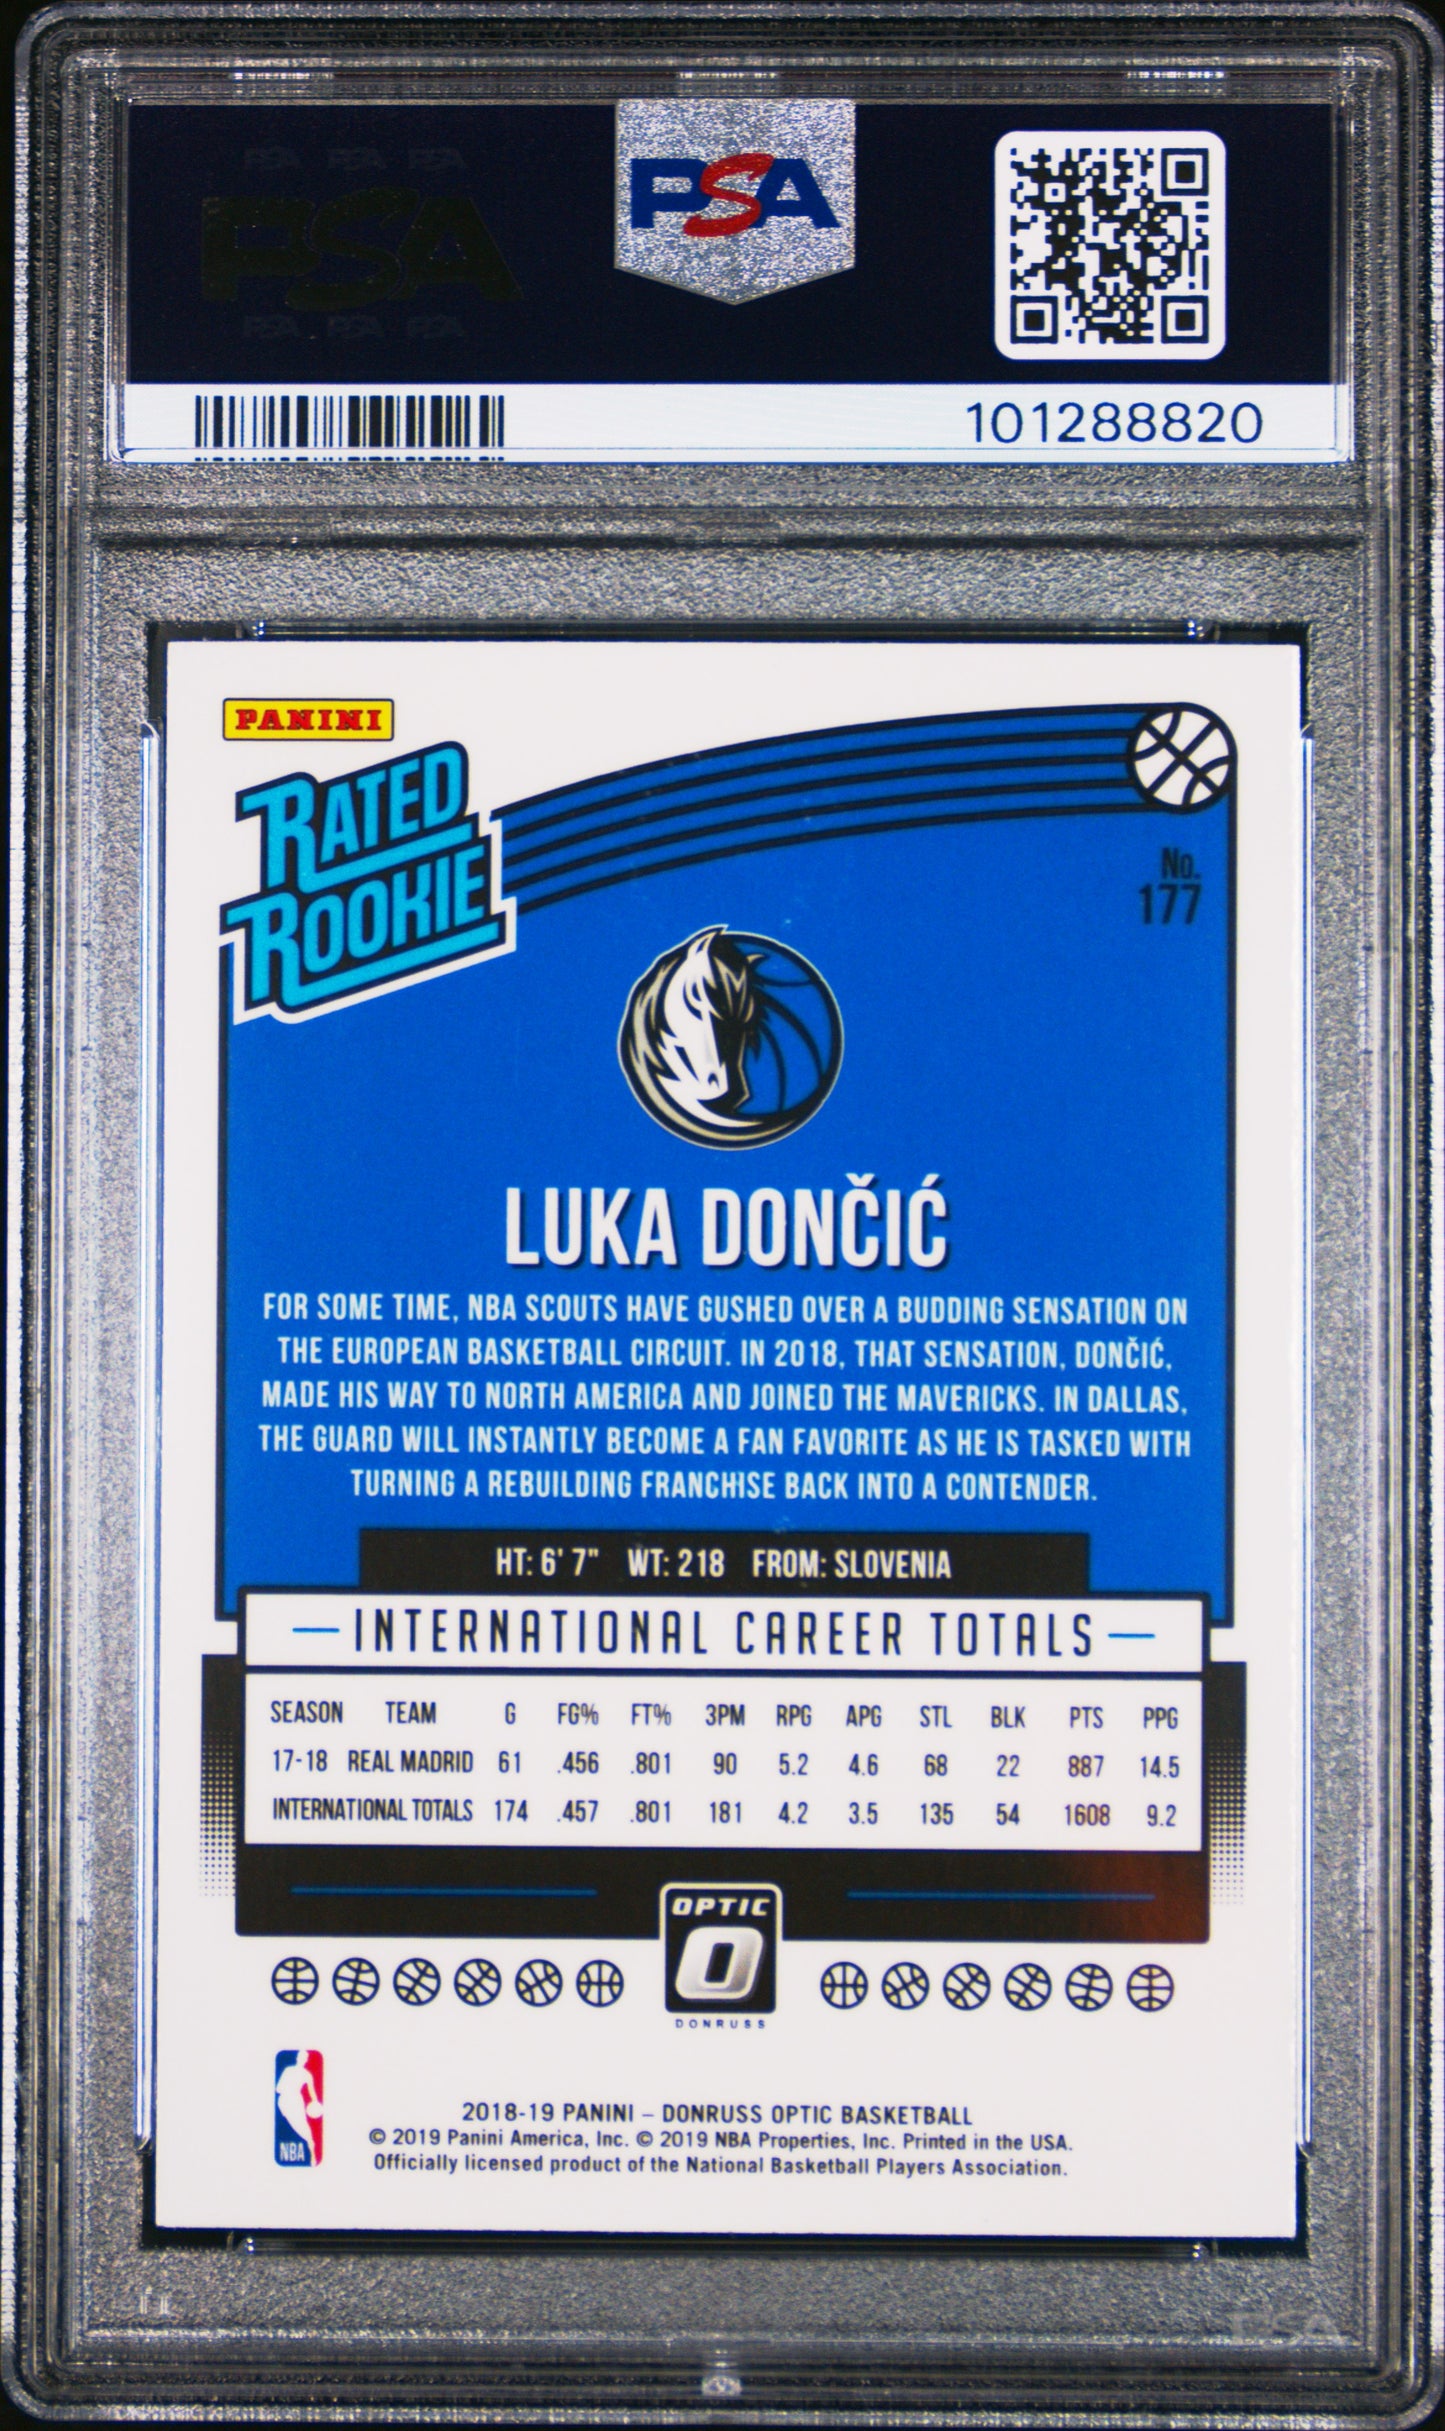 PSA PSA PSA
PSA
PSA PSA PSA
PSA
101288820
PANINI
RATED
ROOKIE
No.
177
LUKA DONČIĆ
FOR SOME TIME, NBA SCOUTS HAVE GUSHED OVER A BUDDING SENSATION ON
THE EUROPEAN BASKETBALL CIRCUIT. IN 2018, THAT SENSATION, DONČIĆ,
MADE HIS WAY TO NORTH AMERICA AND JOINED THE MAVERICKS. IN DALLAS,
THE GUARD WILL INSTANTLY BECOME A FAN FAVORITE AS HE IS TASKED WITH
TURNING A REBUILDING FRANCHISE BACK INTO A CONTENDER.
HT: 6' 7" WT: 218 FROM: SLOVENIA
INTERNATIONAL CAREER TOTALS
SEASON TEAM G FG% FT% 3PM RPG APG STL BLK PTS PPG
17-18 REAL MADRID 61 .456 .801 90 5.2 4.6 68 22 887 14.5
INTERNATIONAL TOTALS 174 .457 .801 181 4.2 3.5 135 54 1608 9.2
OPTIC
O
DONRUSS
NBA
2018-19 PANINI – DONRUSS OPTIC BASKETBALL
© 2019 Panini America, Inc. © 2019 NBA Properties, Inc. Printed in the USA.
Officially licensed product of the National Basketball Players Association.
PSA